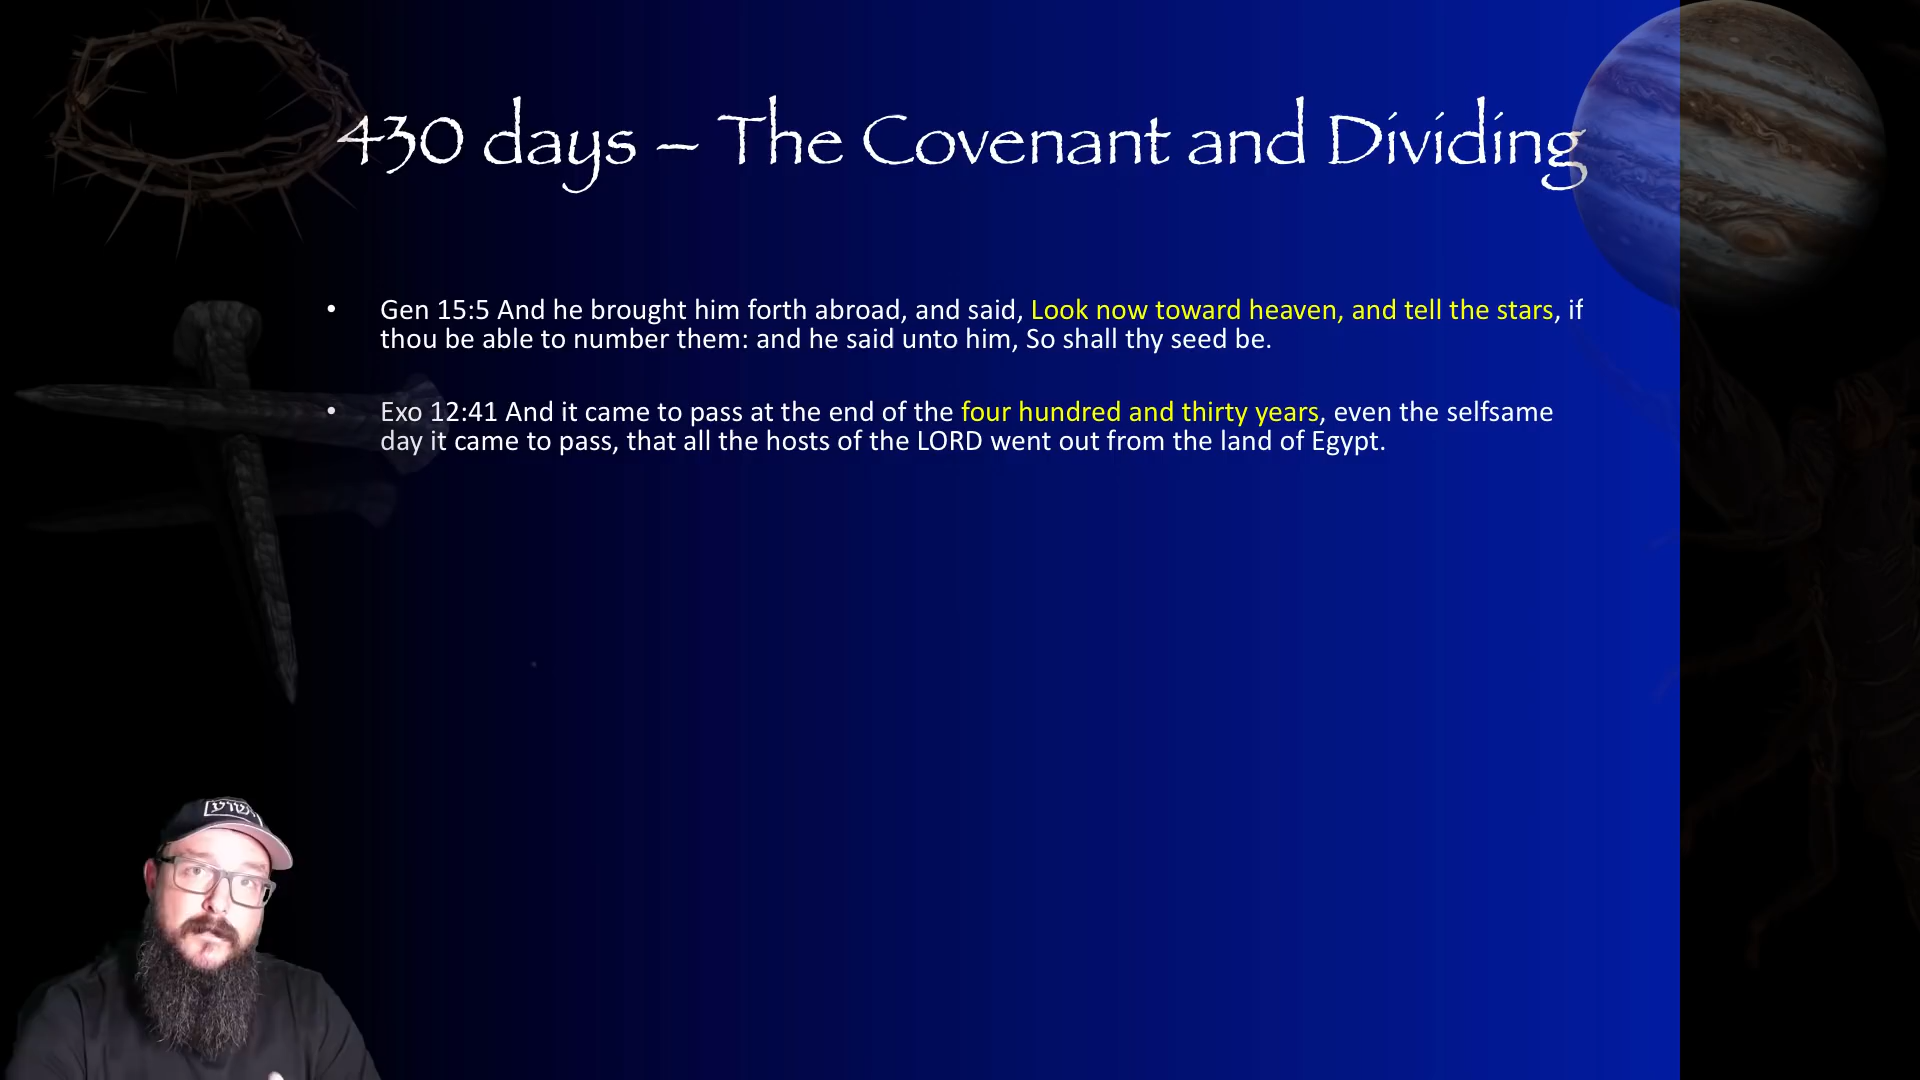 430 days – The Covenant and Dividing
• Gen 15:5 And he brought him forth abroad, and said, Look now toward heaven, and tell the stars, if
thou be able to number them: and he said unto him, So shall thy seed be.
• Exo 12:41 And it came to pass at the end of the four hundred and thirty years, even the selfsame
day it came to pass, that all the hosts of the LORD went out from the land of Egypt.
ישוע